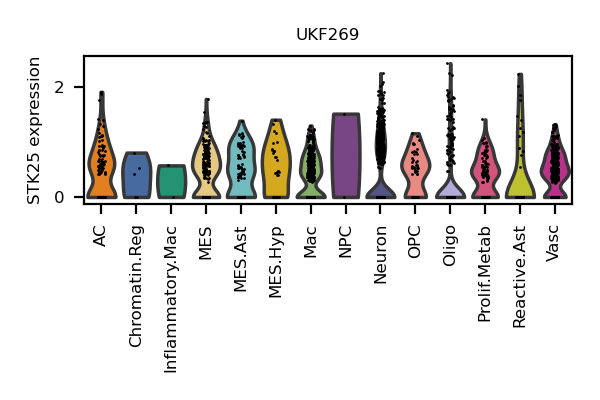 UKF269
STK25 expression
2
0
AC
Chromatin.Reg
Inflammatory.Mac
MES
MES.Ast
MES.Hyp
Mac
NPC
Neuron
OPC
Oligo
Prolif.Metab
Reactive.Ast
Vasc